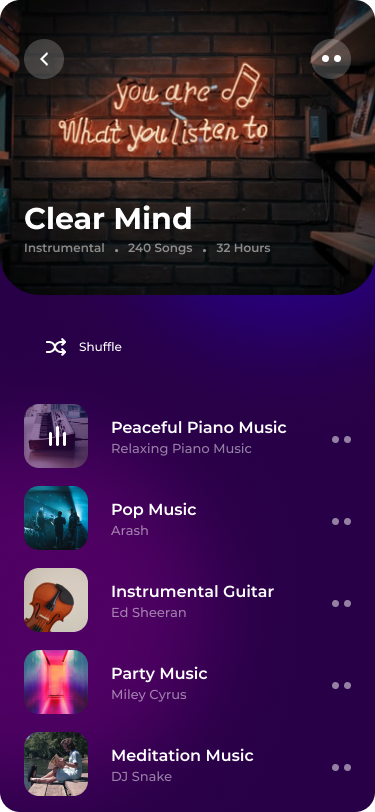 you are
What you listen to
Clear Mind
Instrumental . 240 Songs . 32 Hours
Shuffle
Peaceful Piano Music
Relaxing Piano Music
Pop Music
Arash
Instrumental Guitar
Ed Sheeran
Party Music
Miley Cyrus
Meditation Music
DJ Snake